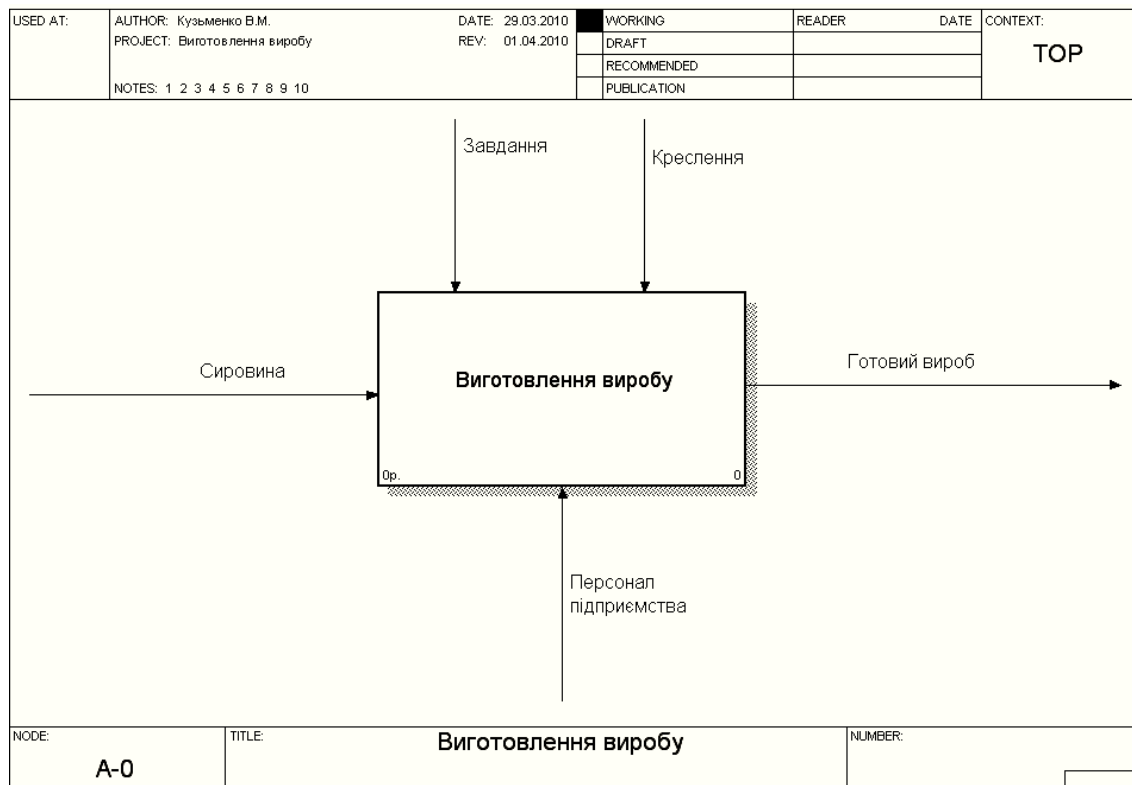 USED AT:
AUTHOR: Кузьменко В.М.
DATE: 29.03.2010
WORKING
READER
DATE
CONTEXT:
PROJECT: Виготовлення виробу
REV: 01.04.2010
DRAFT
TOP
RECOMMENDED
NOTES: 1 2 3 4 5 6 7 8 9 10
PUBLICATION
Завдання
Креслення
Сировина
Виготовлення виробу
Готовий вироб
0р.
0
Персонал
підприємства
NODE:
TITLE:
Виготовлення виробу
NUMBER:
A-0